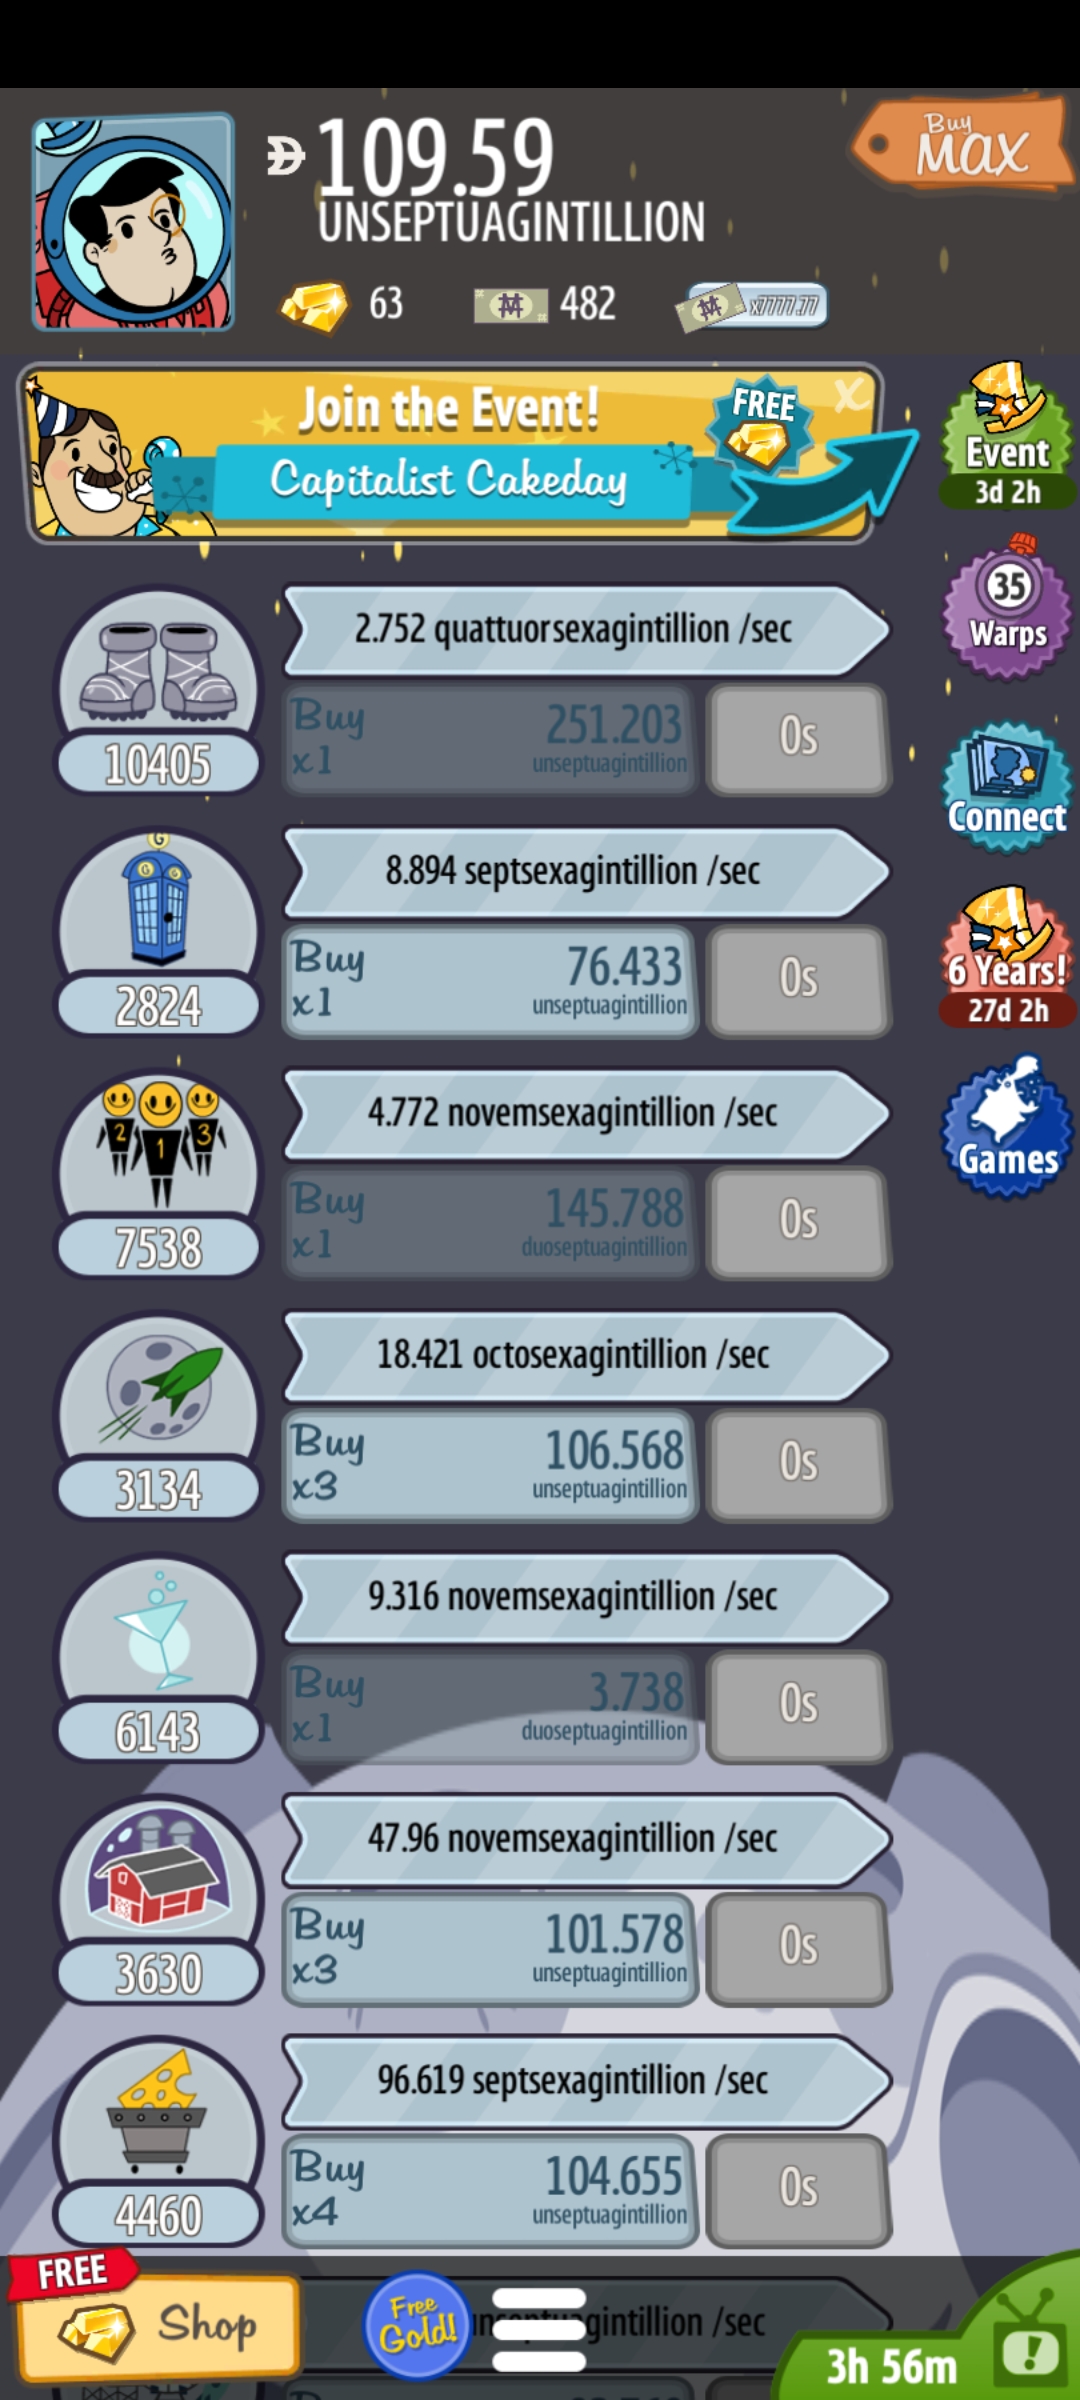 109.59
UNSEPTUAGINTILLION
Buy
MAX
63
482
x7777.77
Join the Event!
Capitalist Cakeday
FREE
X
Event
3d 2h
35
Warps
Connect
6 Years!
27d 2h
Games
2.752 quattuorsexagintillion /sec
Buy
x1
251.203
unseptuagintillion
0s
10405
G
G
G
8.894 septsexagintillion /sec
Buy
x1
76.433
unseptuagintillion
0s
2824
2
1
3
4.772 novemsexagintillion /sec
Buy
x1
145.788
duoseptuagintillion
0s
7538
18.421 octosexagintillion /sec
Buy
x3
106.568
unseptuagintillion
0s
3134
9.316 novemsexagintillion /sec
Buy
x1
3.738
duoseptuagintillion
0s
6143
47.96 novemsexagintillion /sec
Buy
x3
101.578
unseptuagintillion
0s
3630
96.619 septsexagintillion /sec
Buy
x4
104.655
unseptuagintillion
0s
4460
FREE
Shop
Free
Gold!
/sec
3h 56m
!